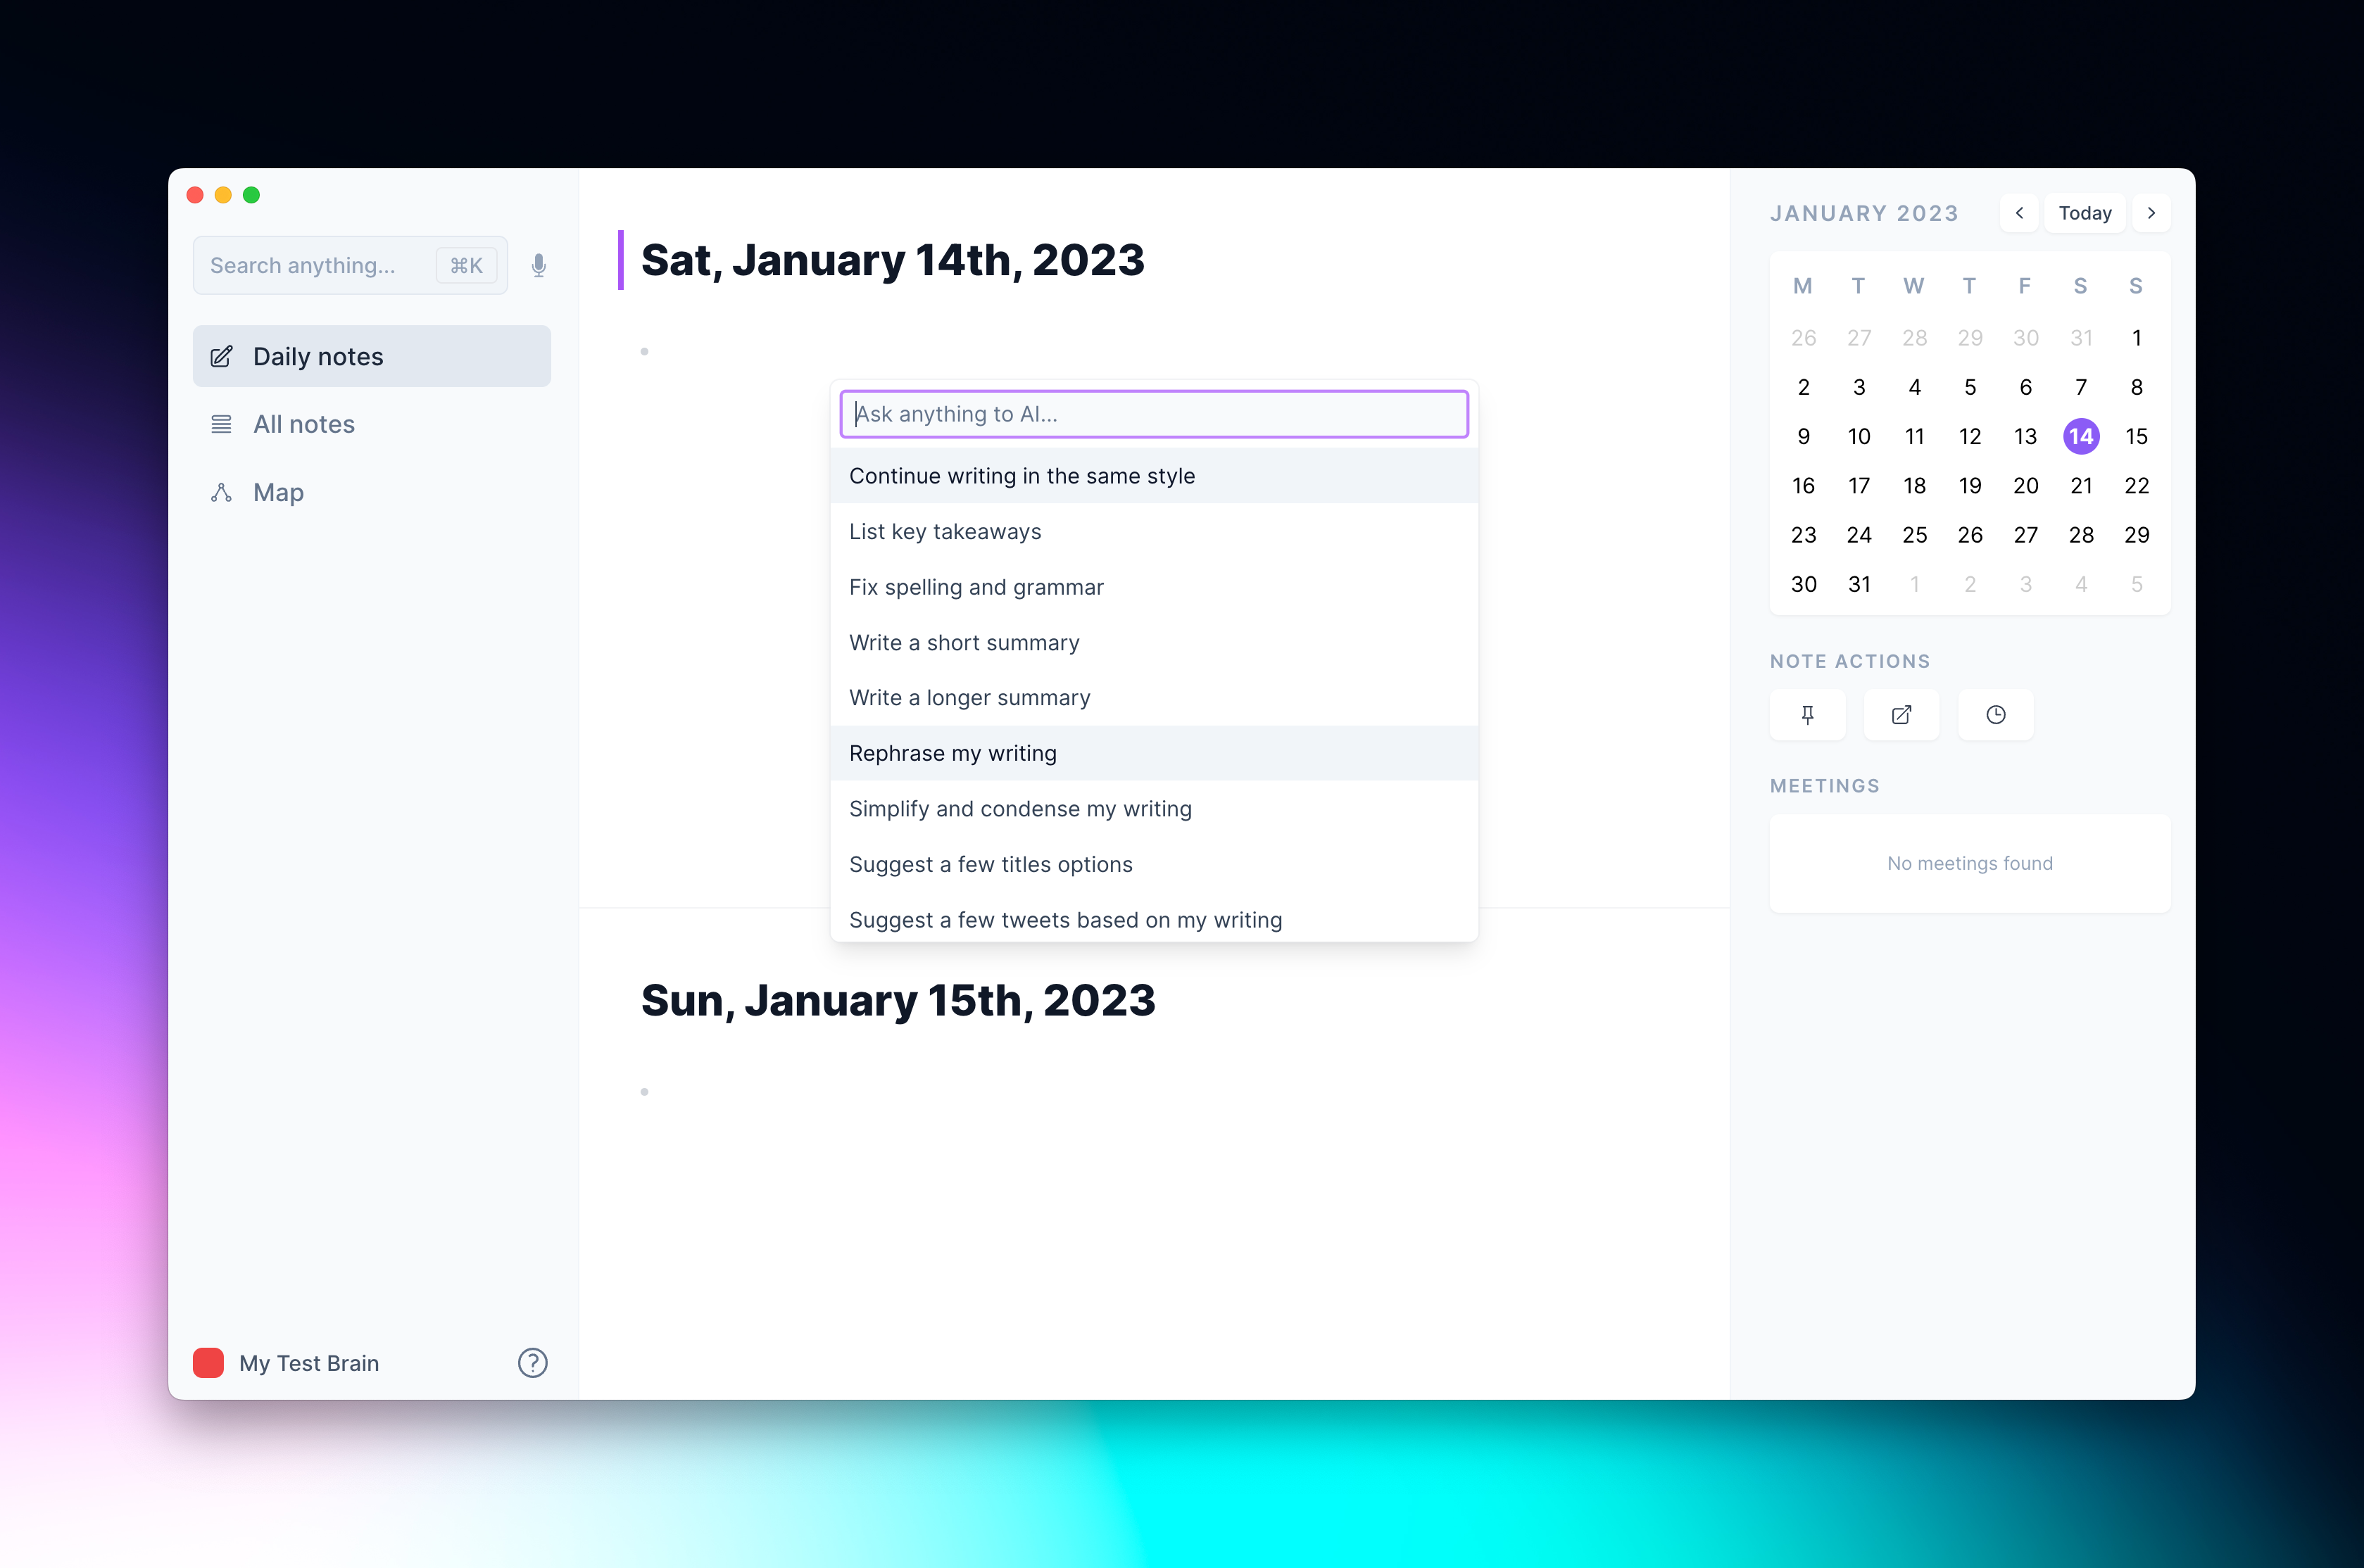 Search anything...
⌘K
Daily notes
All notes
Map
My Test Brain
?
Sat, January 14th, 2023
Ask anything to AI...
Continue writing in the same style
List key takeaways
Fix spelling and grammar
Write a short summary
Write a longer summary
Rephrase my writing
Simplify and condense my writing
Suggest a few titles options
Suggest a few tweets based on my writing
Sun, January 15th, 2023
JANUARY 2023
Today
M T W T F S S
26 27 28 29 30 31 1
2 3 4 5 6 7 8
9 10 11 12 13 14 15
16 17 18 19 20 21 22
23 24 25 26 27 28 29
30 31 1 2 3 4 5
NOTE ACTIONS
MEETINGS
No meetings found